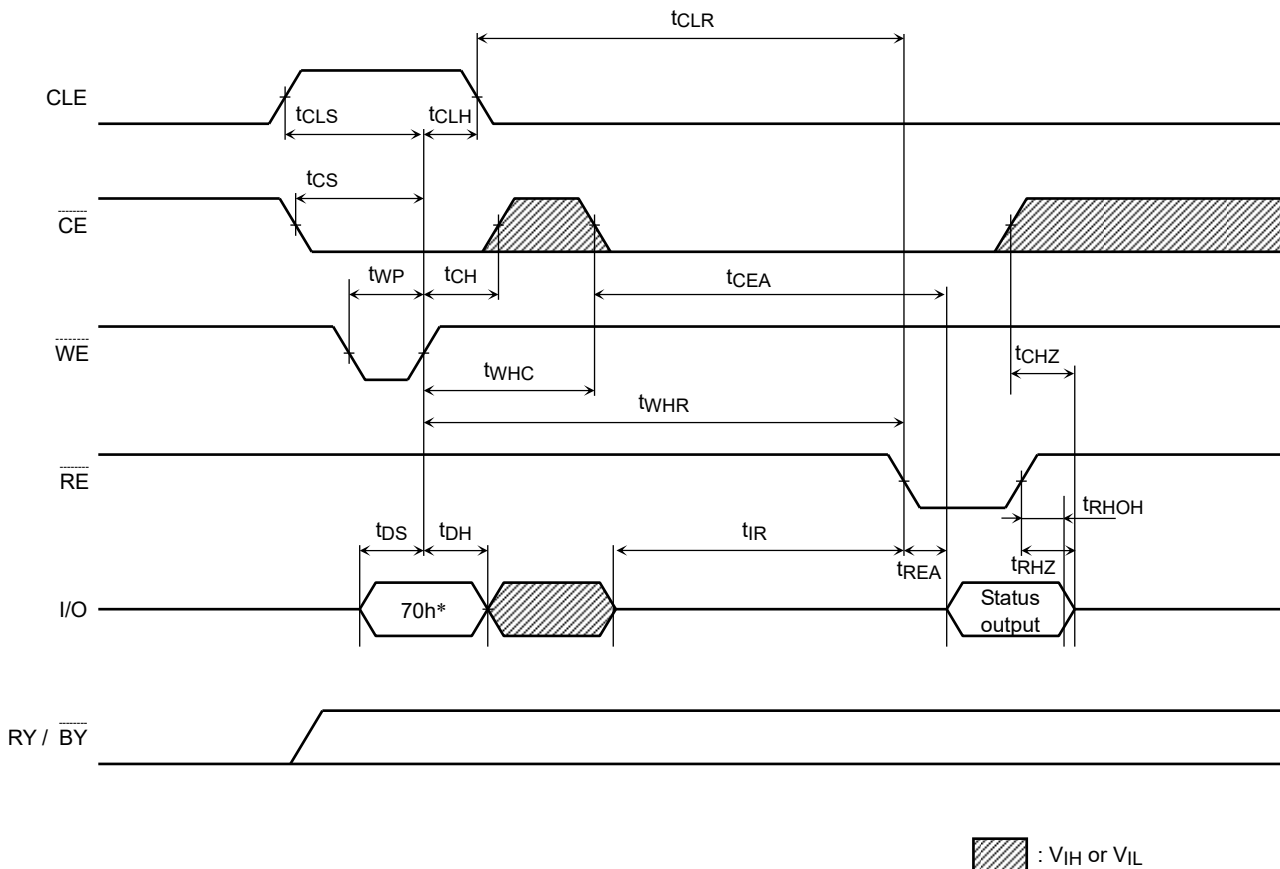 tCLR
CLE
tCLS
tCLH
tCS
CE
tWP
tCH
tCEA
WE
tCHZ
tWHC
tWHR
RE
tRHOH
tDS
tDH
tIR
tREA
tRHZ
I/O
70h*
Status
output
RY / BY
: VIH or VIL